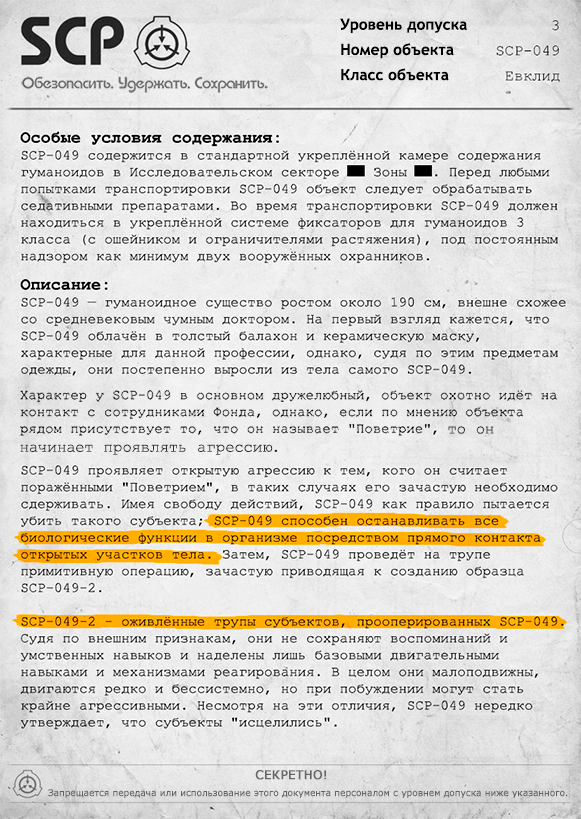 SCP
Обезопасить. Удержать. Сохранить.
Уровень допуска 3
Номер объекта SCP-049
Класс объекта Евклид
Особые условия содержания:
SCP-049 содержится в стандартной укреплённой камере содержания
гуманоидов в Исследовательском секторе ██ Зоны ██. Перед любыми
попытками транспортировки SCP-049 объект следует обрабатывать
седативными препаратами. Во время транспортировки SCP-049 должен
находиться в укреплённой системе фиксаторов для гуманоидов 3
класса (с ошейником и ограничителями растяжения), под постоянным
надзором как минимум двух вооружённых охранников.
Описание:
SCP-049 — гуманоидное существо ростом около 190 см, внешне схожее
со средневековым чумным доктором. На первый взгляд кажется, что
SCP-049 облачён в толстый балахон и керамическую маску,
характерные для данной профессии, однако, судя по этим предметам
одежды, они постепенно выросли из тела самого SCP-049.
Характер у SCP-049 в основном дружелюбный, объект охотно идёт на
контакт с сотрудниками Фонда, однако, если по мнению объекта
рядом присутствует то, что он называет "Поветрие", то он
начинает проявлять агрессию.
SCP-049 проявляет открытую агрессию к тем, кого он считает
поражёнными "Поветрием", в таких случаях его зачастую необходимо
сдерживать. Имея свободу действий, SCP-049 как правило пытается
убить такого субъекта; SCP-049 способен останавливать все
биологические функции в организме посредством прямого контакта
открытых участков тела. Затем, SCP-049 проведёт на трупе
примитивную операцию, зачастую приводящая к созданию образца
SCP-049-2.
SCP-049-2 - оживлённые трупы субъектов, прооперированных SCP-049.
Судя по внешним признакам, они не сохраняют воспоминаний и
умственных навыков и наделены лишь базовыми двигательными
навыками и механизмами реагирования. В целом они малоподвижны,
двигаются редко и бессистемно, но при побуждении могут стать
крайне агрессивными. Несмотря на эти отличия, SCP-049 нередко
утверждает, что субъекты "исцелились".
СЕКРЕТНО!
Запрещается передача или использование этого документа персоналом с уровнем допуска ниже указанного.